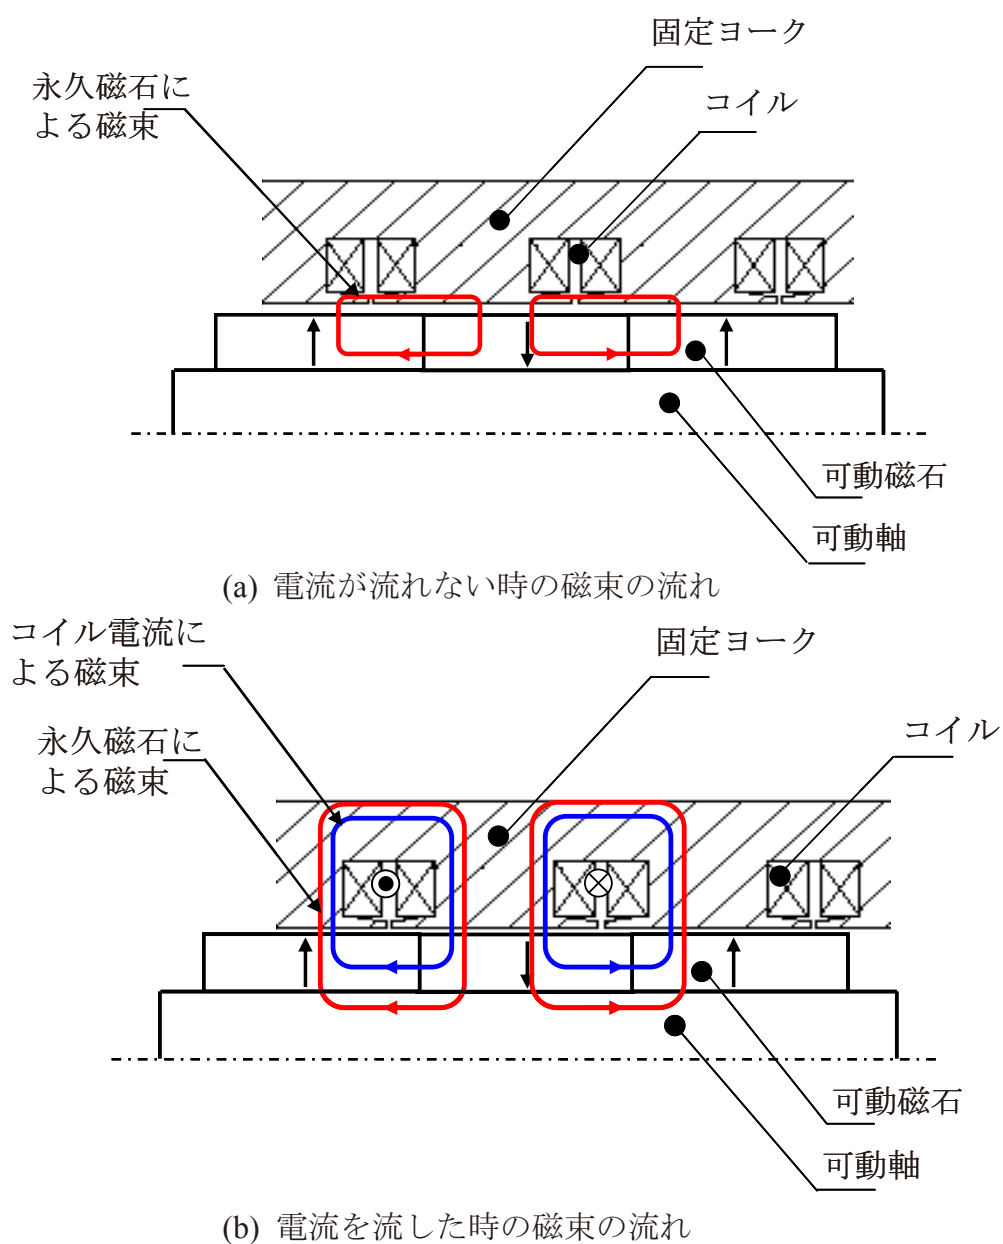 固定ヨーク
永久磁石に
よる磁束
コイル
可動磁石
可動軸
(a) 電流が流れない時の磁束の流れ
コイル電流に
よる磁束
固定ヨーク
永久磁石に
よる磁束
コイル
可動磁石
可動軸
(b) 電流を流した時の磁束の流れ